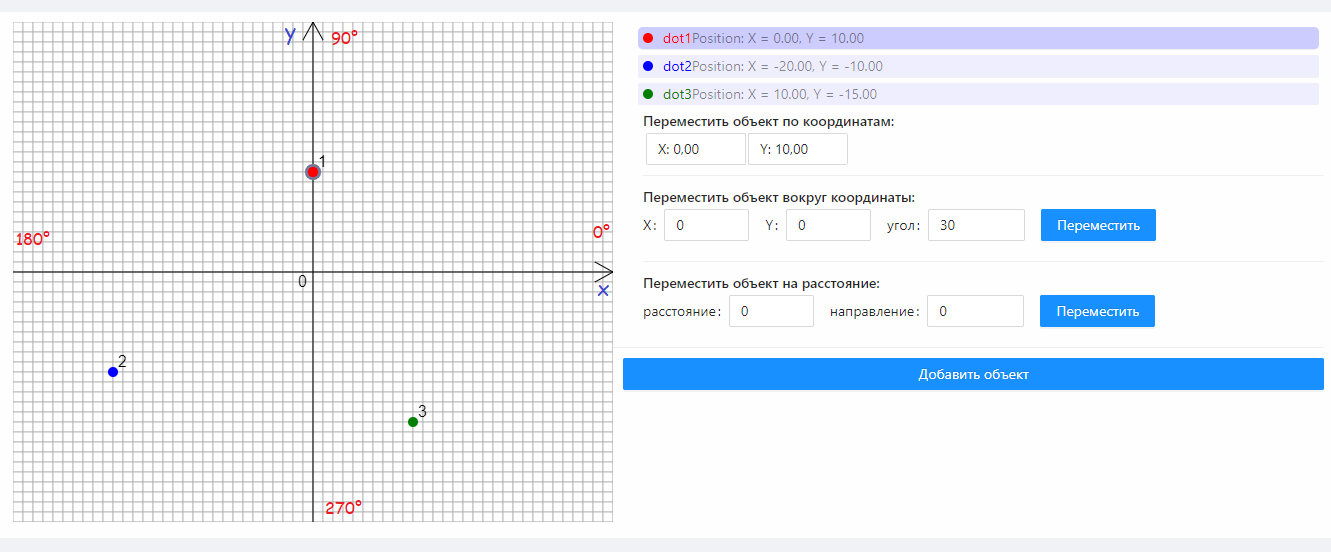 y 90°
180° 0°
0
x
1
2
3
270°
dot1Position: X = 0.00, Y = 10.00
dot2Position: X = -20.00, Y = -10.00
dot3Position: X = 10.00, Y = -15.00
Переместить объект по координатам:
X: 0,00 Y: 10,00
Переместить объект вокруг координаты:
X: 0 Y: 0 угол: 30 Переместить
Переместить объект на расстояние:
расстояние: 0 направление: 0 Переместить
Добавить объект